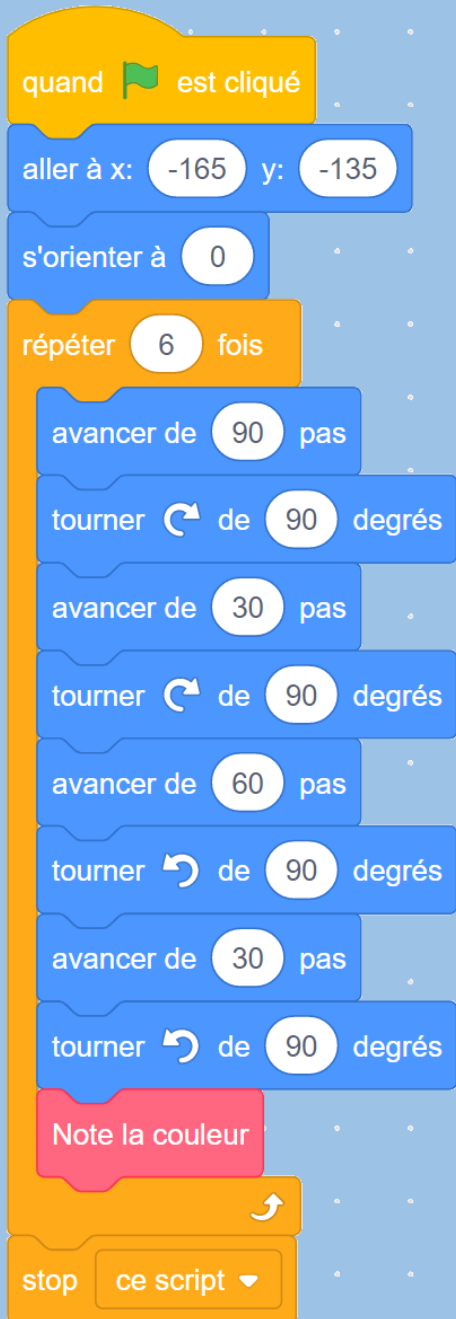 quand est cliqué
aller à x: -165 y: -135
s'orienter à 0
répéter 6 fois
avancer de 90 pas
tourner de 90 degrés
avancer de 30 pas
tourner de 90 degrés
avancer de 60 pas
tourner de 90 degrés
avancer de 30 pas
tourner de 90 degrés
Note la couleur
stop ce script